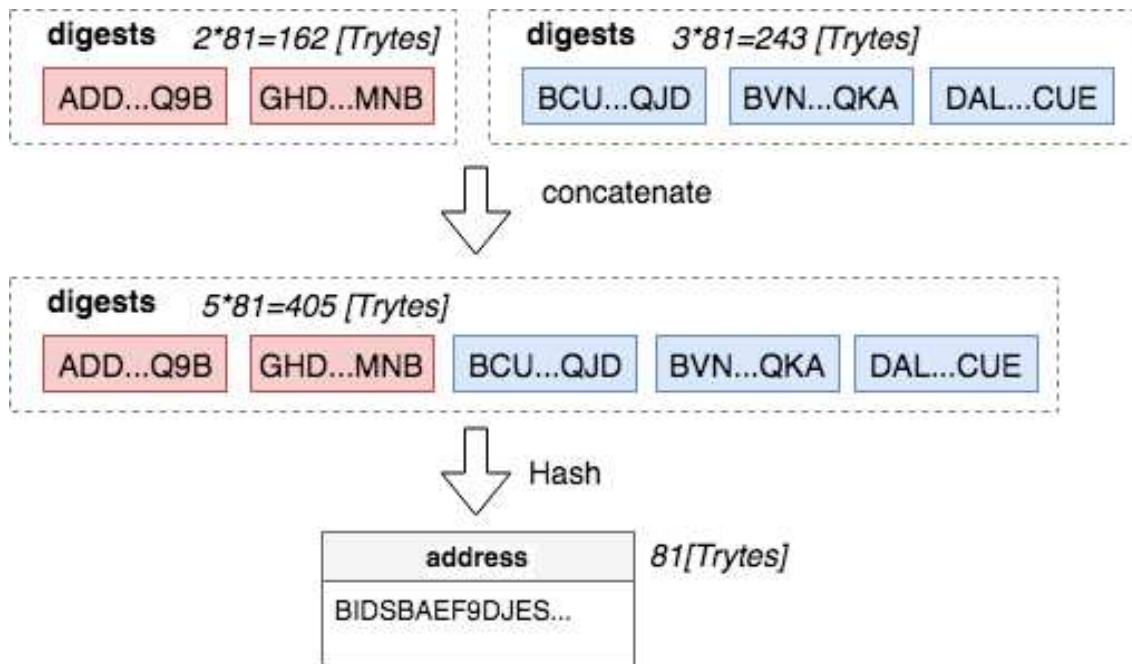 digests 2*81=162 [Trytes]
ADD...Q9B GHD...MNB
digests 3*81=243 [Trytes]
BCU...QJD BVN...QKA DAL...CUE
concatenate
digests 5*81=405 [Trytes]
ADD...Q9B GHD...MNB BCU...QJD BVN...QKA DAL...CUE
Hash
address 81[Trytes]
BIDSBAEF9DJES...